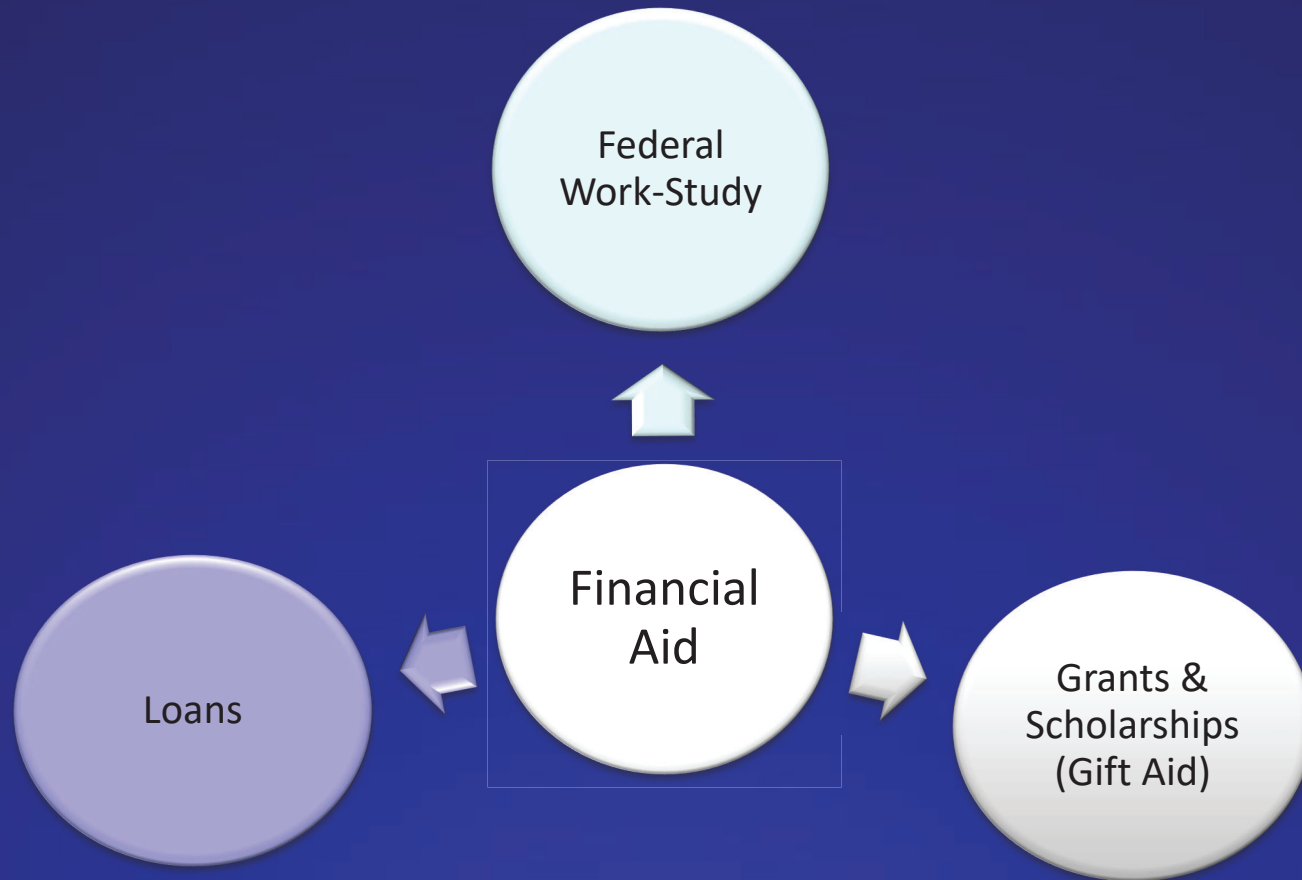 Federal
Work-Study
Financial
Aid
Loans
Grants &
Scholarships
(Gift Aid)